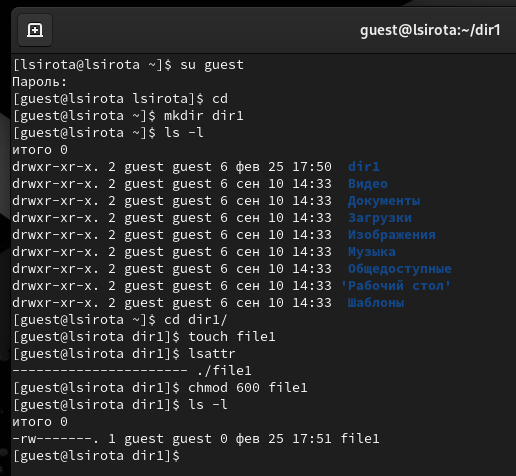 guest@lsirota:~/dir1
[lsirota@lsirota ~]$ su guest
Пароль:
[guest@lsirota lsirota]$ cd
[guest@lsirota ~]$ mkdir dir1
[guest@lsirota ~]$ ls -l
итого 0
drwxr-xr-x. 2 guest guest 6 фев 25 17:50  dir1
drwxr-xr-x. 2 guest guest 6 сен 10 14:33  Видео
drwxr-xr-x. 2 guest guest 6 сен 10 14:33  Документы
drwxr-xr-x. 2 guest guest 6 сен 10 14:33  Загрузки
drwxr-xr-x. 2 guest guest 6 сен 10 14:33  Изображения
drwxr-xr-x. 2 guest guest 6 сен 10 14:33  Музыка
drwxr-xr-x. 2 guest guest 6 сен 10 14:33  Общедоступные
drwxr-xr-x. 2 guest guest 6 сен 10 14:33 'Рабочий стол'
drwxr-xr-x. 2 guest guest 6 сен 10 14:33  Шаблоны
[guest@lsirota ~]$ cd dir1/
[guest@lsirota dir1]$ touch file1
[guest@lsirota dir1]$ lsattr
---------------------- ./file1
[guest@lsirota dir1]$ chmod 600 file1
[guest@lsirota dir1]$ ls -l
итого 0
-rw-------. 1 guest guest 0 фев 25 17:51 file1
[guest@lsirota dir1]$